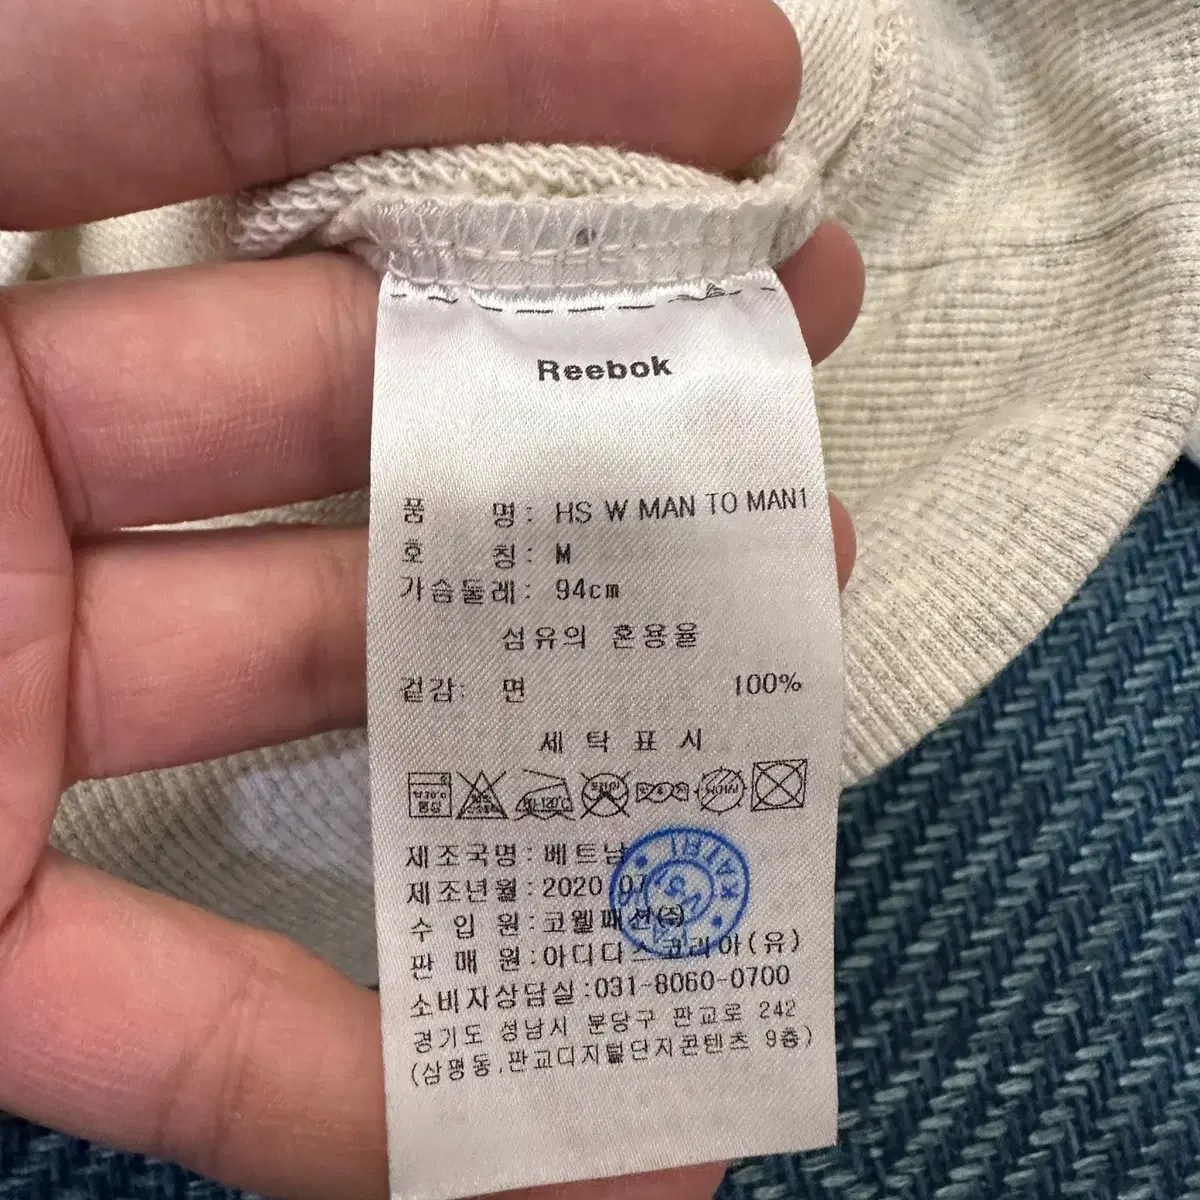 Reebok
품 명: HS W MAN TO MAN1
호 칭: M
가슴둘레: 94cm
섬유의 혼용율
겉감: 면 100%
세 탁 표 시
제조국명:베트남
제조년월:2020.07
수 입 원:코웰패션(주)
판 매 원:아디다스코리아(유)
소비자상담실:031-8060-0700
경기도 성남시 분당구 판교로 242
(삼평동,판교디지털단지콘텐츠 9층)